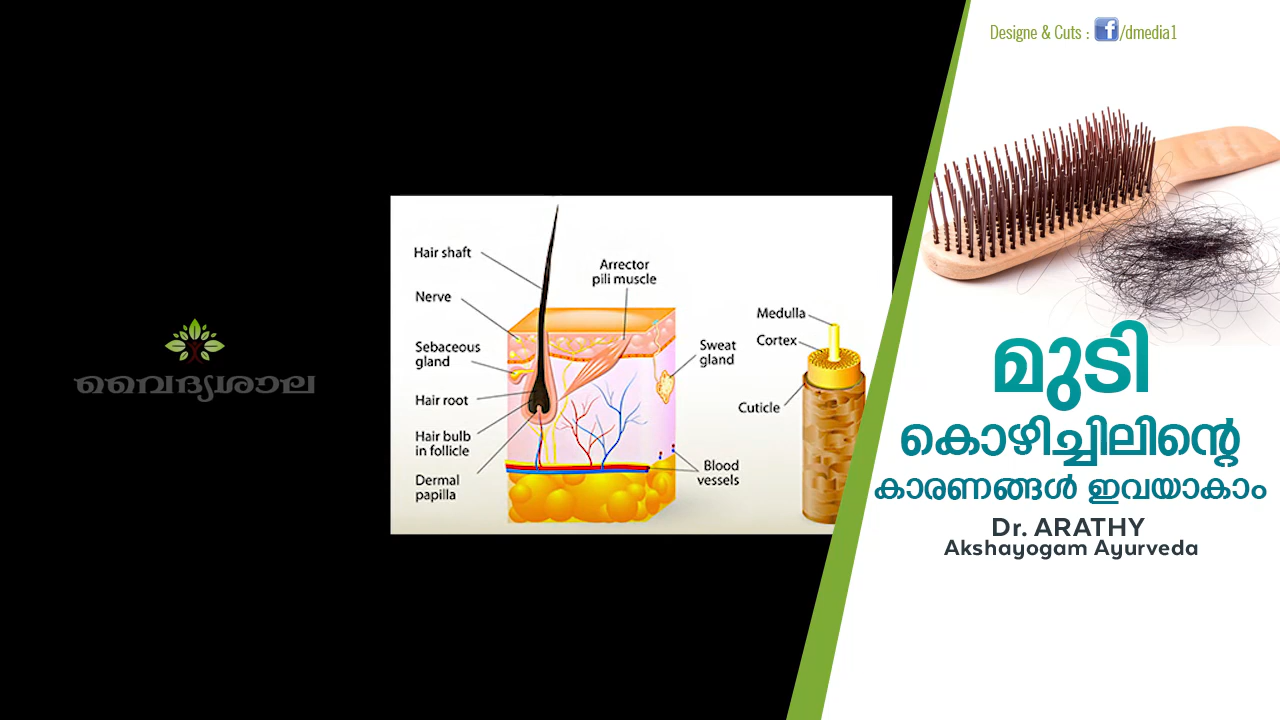 Designe & Cuts : f/dmedia1
Hair shaft
Nerve
Sebaceous
gland
Hair root
Hair bulb
in follicle
Dermal
papilla
Arrector
pili muscle
Sweat
gland
Blood
vessels
Medulla
Cortex
Cuticle
വൈദ്യശാല
മുടി
കൊഴിച്ചിലിന്റെ
കാരണങ്ങൾ ഇവയാകാം
Dr. ARATHY
Akshayogam Ayurveda